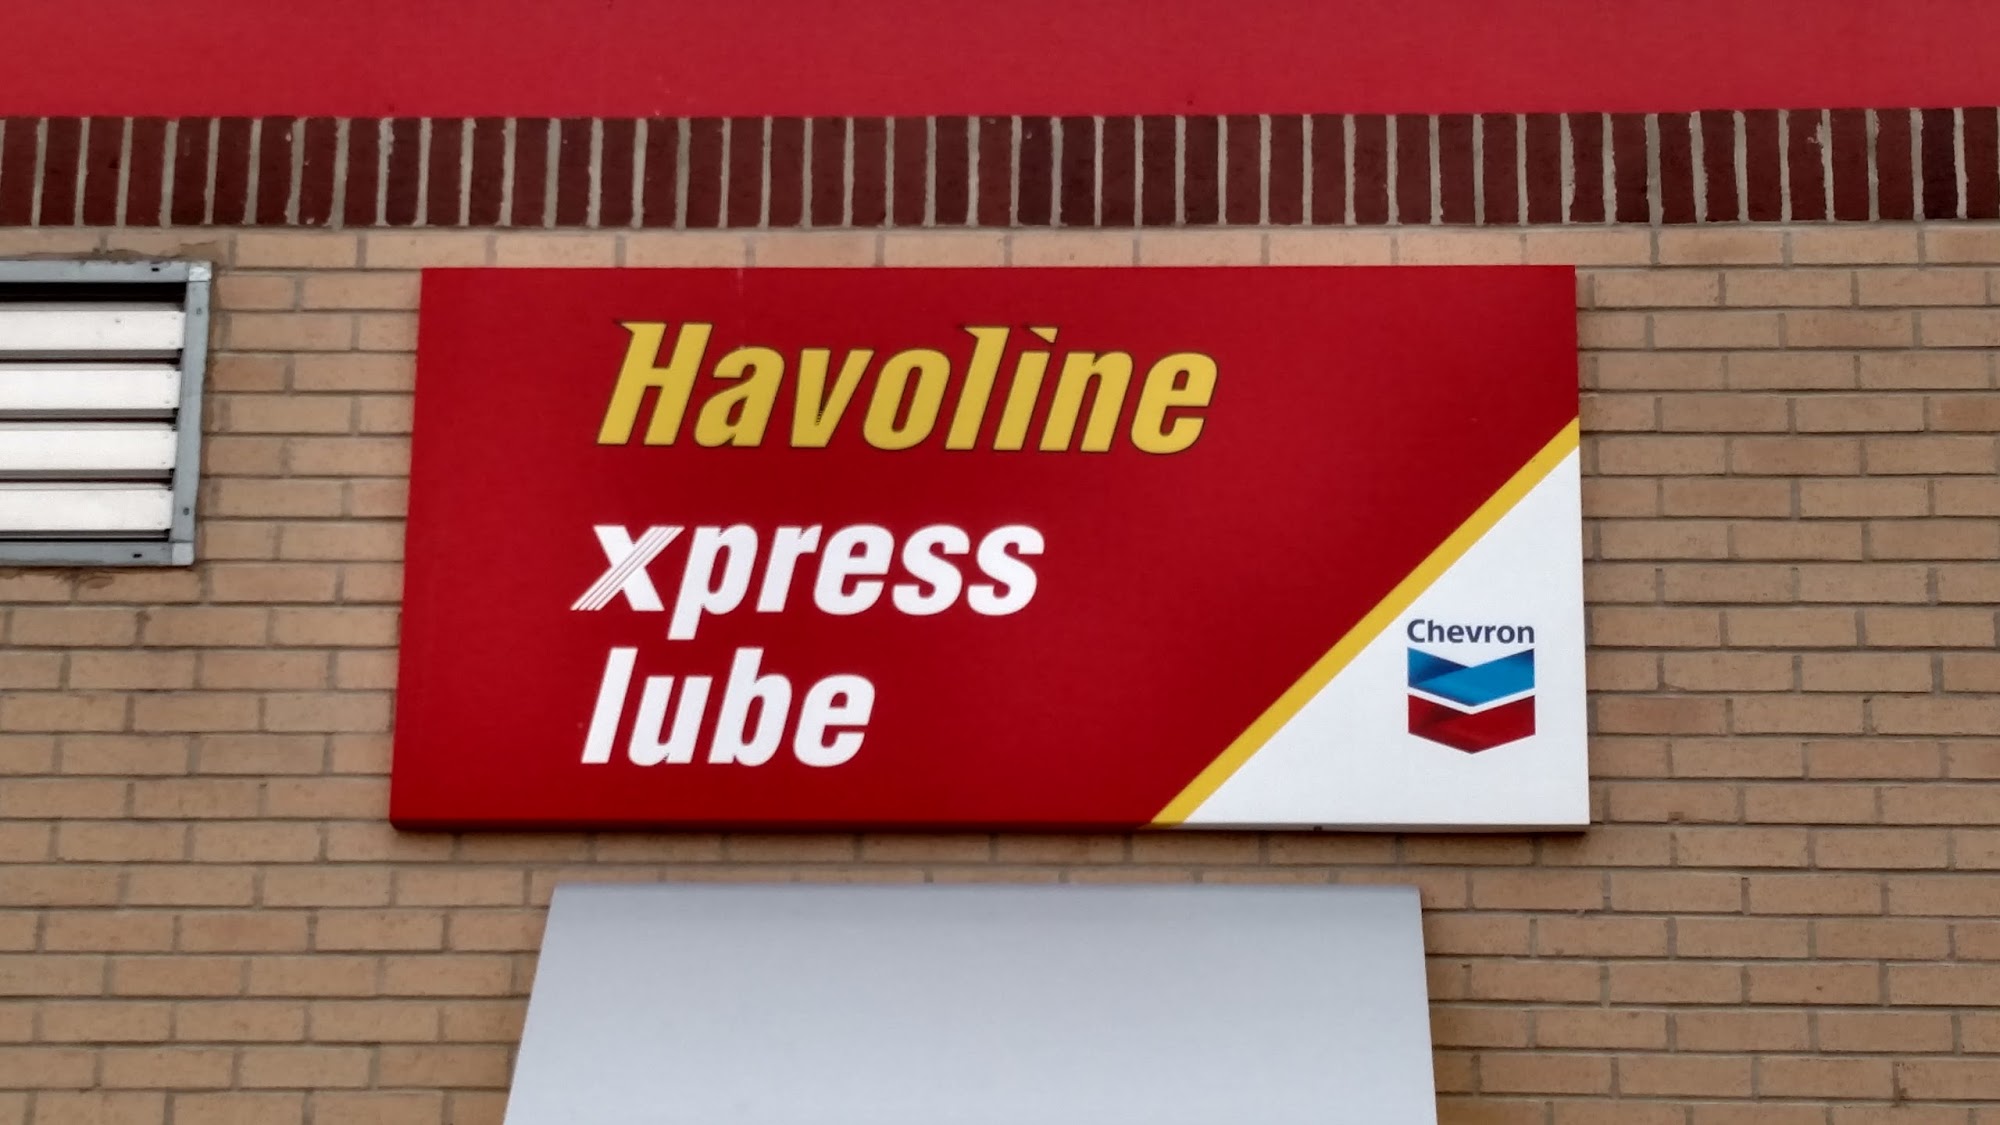 Havoline
xpress
lube
Chevron